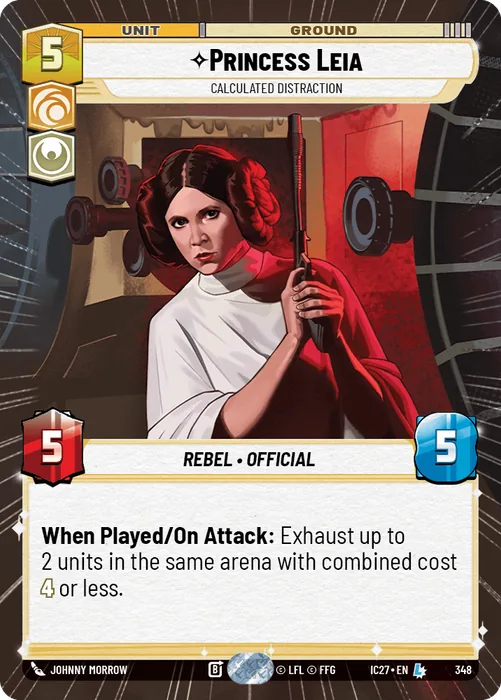 UNIT
GROUND
5
✧PRINCESS LEIA
CALCULATED DISTRACTION
5
5
REBEL • OFFICIAL
When Played/On Attack: Exhaust up to
2 units in the same arena with combined cost
4 or less.
JOHNNY MORROW
B
© LFL © FFG
IC27 • EN
L
348